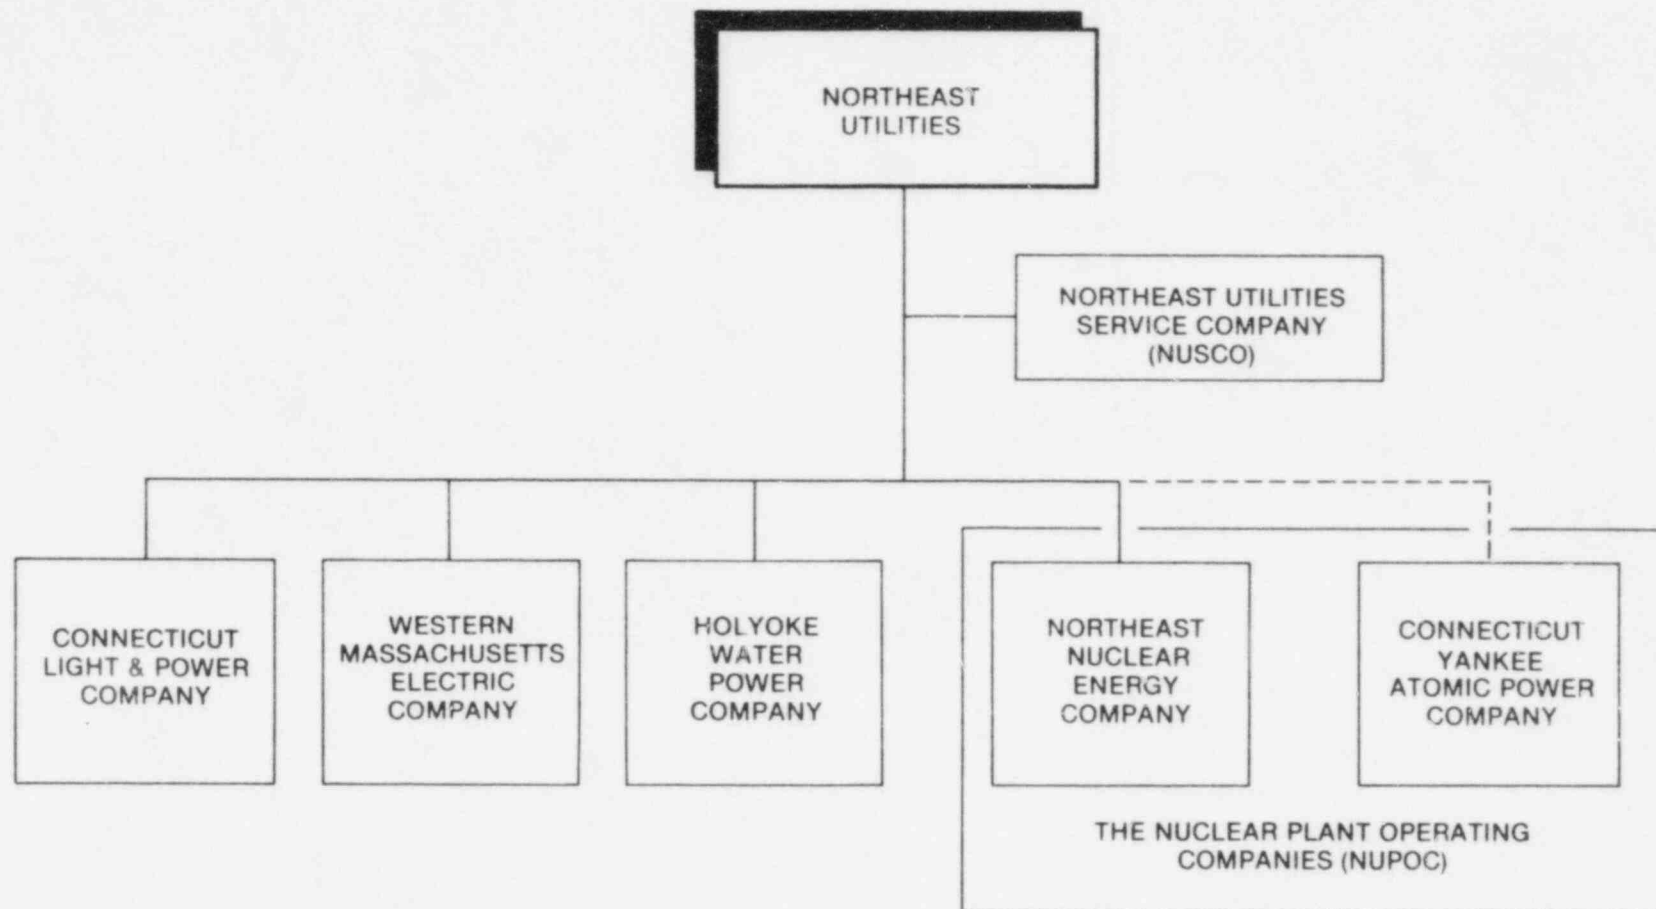 NORTHEAST
UTILITIES
NORTHEAST UTILITIES
SERVICE COMPANY
(NUSCO)
CONNECTICUT
LIGHT & POWER
COMPANY
WESTERN
MASSACHUSETTS
ELECTRIC
COMPANY
HOLYOKE
WATER
POWER
COMPANY
NORTHEAST
NUCLEAR
ENERGY
COMPANY
CONNECTICUT
YANKEE
ATOMIC POWER
COMPANY
THE NUCLEAR PLANT OPERATING
COMPANIES (NUPOC)